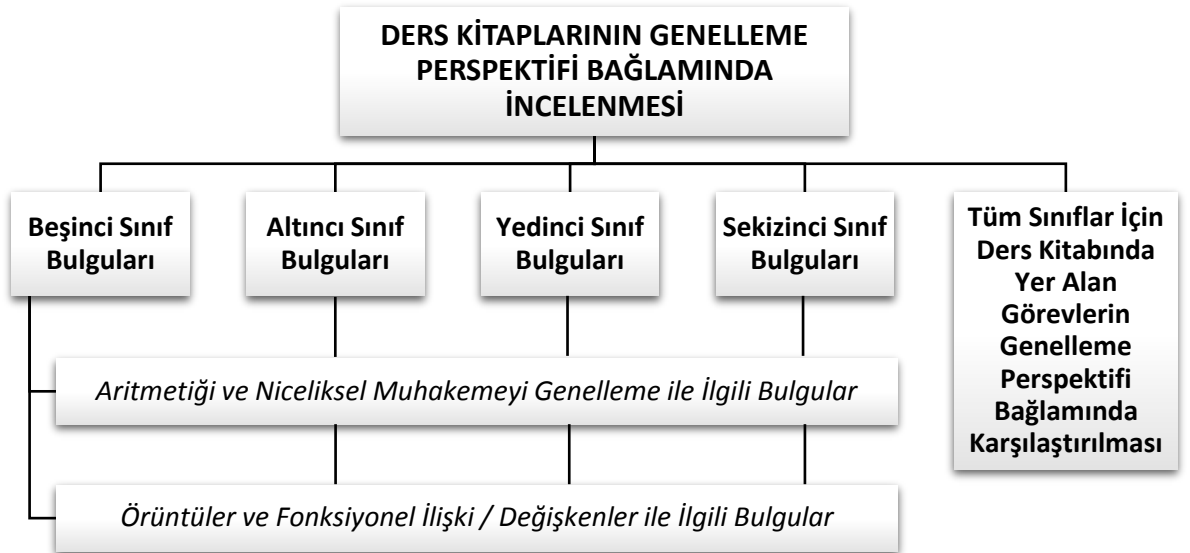 DERS KİTAPLARININ GENELLEME
PERSPEKTİFİ BAĞLAMINDA
İNCELENMESİ
Beşinci Sınıf
Bulguları
Altıncı Sınıf
Bulguları
Yedinci Sınıf
Bulguları
Sekizinci Sınıf
Bulguları
Tüm Sınıflar İçin
Ders Kitabında
Yer Alan
Görevlerin
Genelleme
Perspektifi
Bağlamında
Karşılaştırılması
Aritmetiği ve Niceliksel Muhakemeyi Genelleme ile İlgili Bulgular
Örüntüler ve Fonksiyonel İlişki / Değişkenler ile İlgili Bulgular